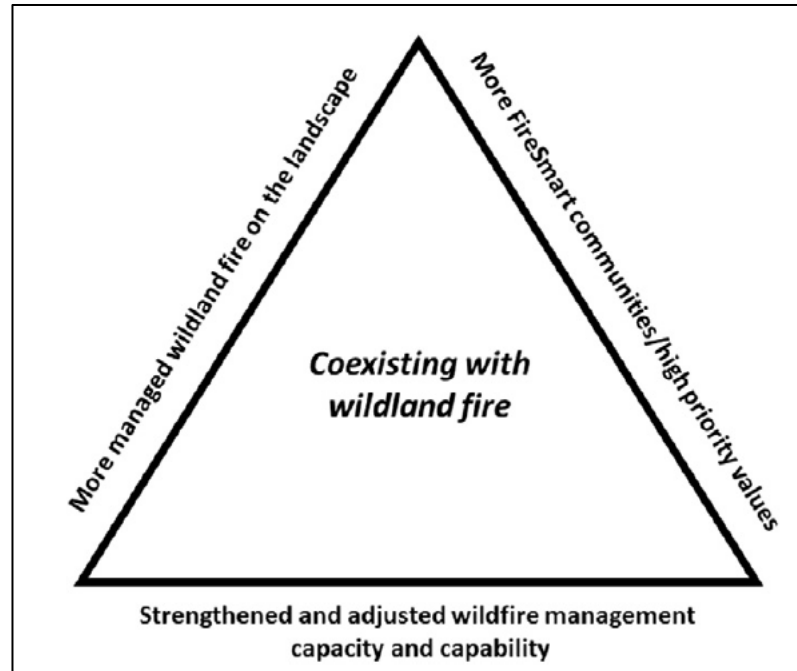 More managed wildland fire on the landscape
More FireSmart communities/high priority values
Coexisting with
wildland fire
Strengthened and adjusted wildfire management
capacity and capability